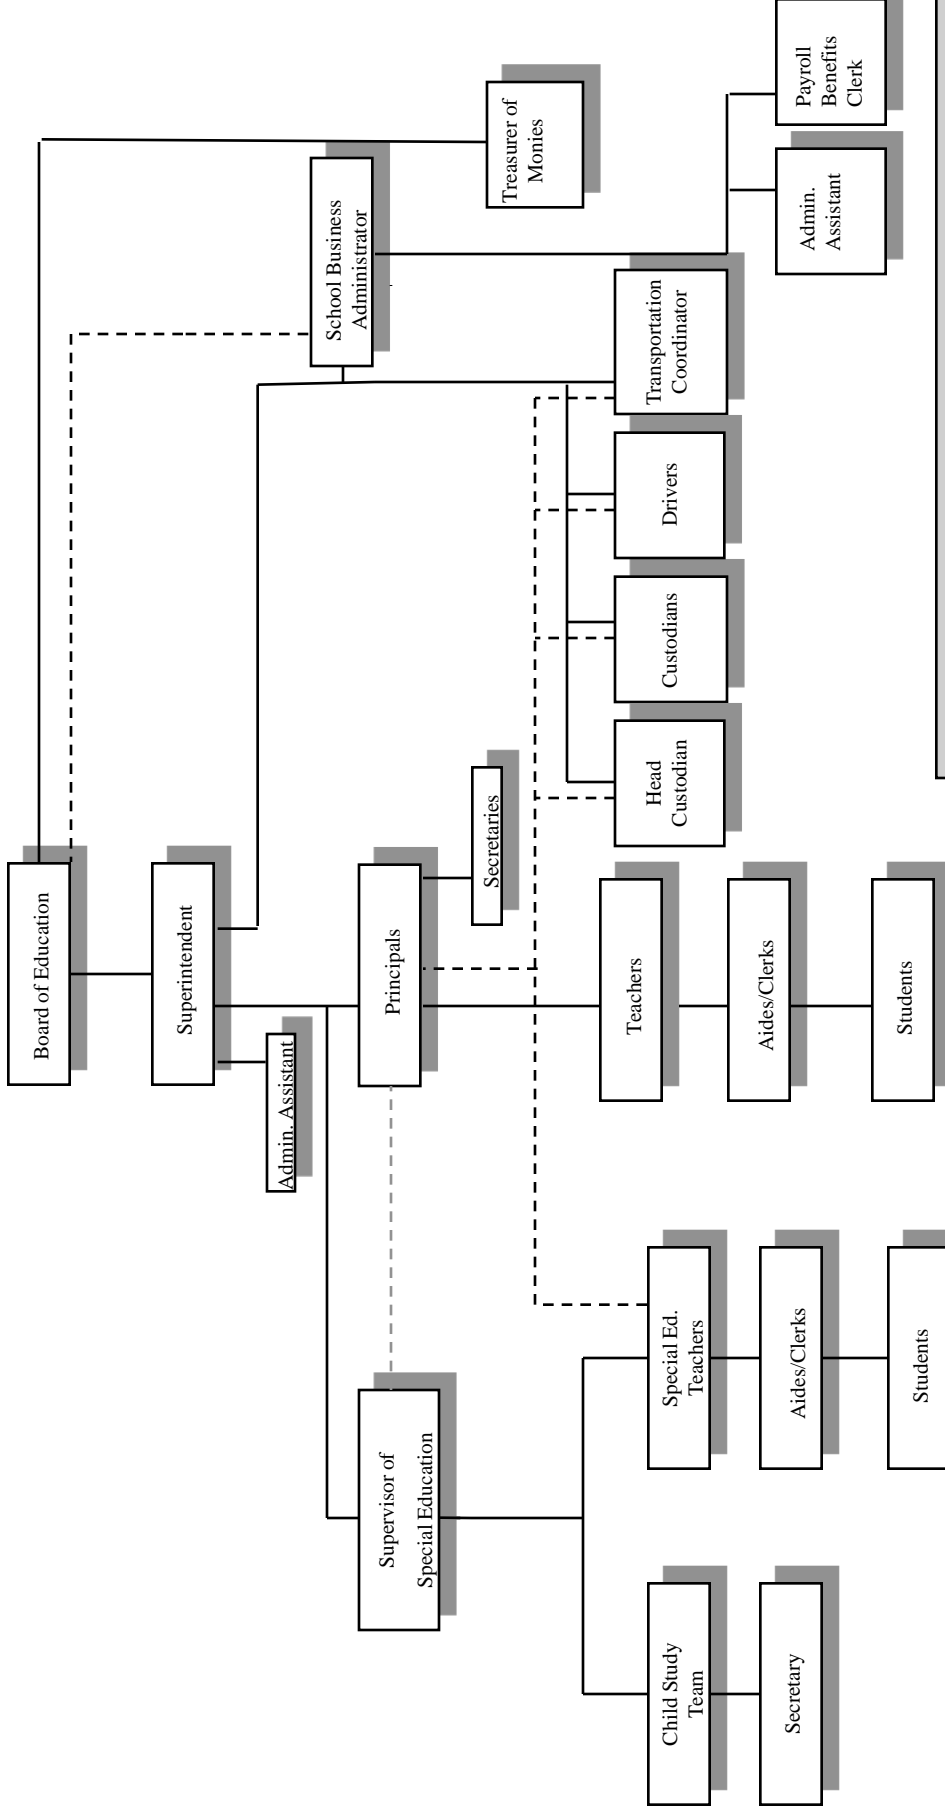 Board of Education
Superintendent
Admin. Assistant
School Business
Administrator
Supervisor of
Special Education
Principals
Secretaries
Treasurer of
Monies
Child Study
Team
Special Ed.
Teachers
Teachers
Head
Custodian
Custodians
Drivers
Transportation
Coordinator
Secretary
Aides/Clerks
Aides/Clerks
Admin.
Assistant
Payroll
Benefits
Clerk
Students
Students